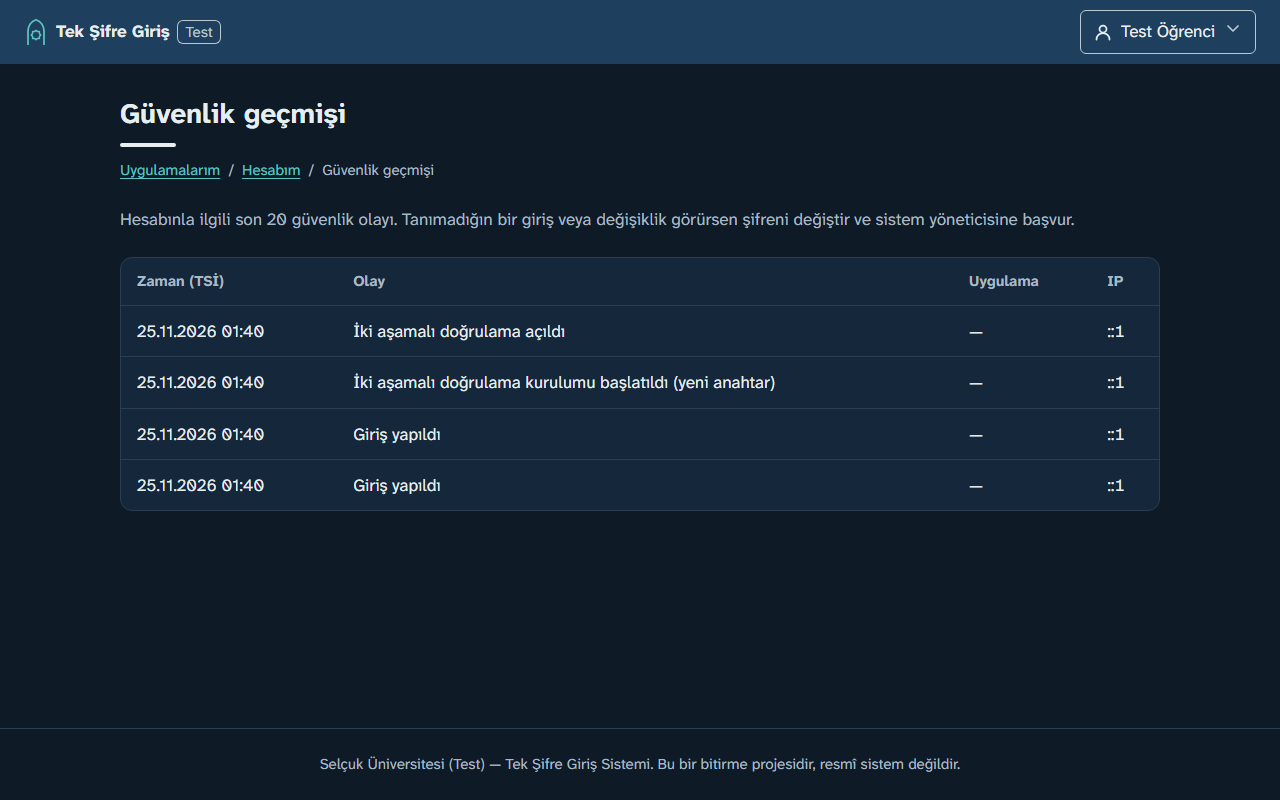 Tek Şifre Giriş Test
Test Öğrenci
Güvenlik geçmişi
Uygulamalarım / Hesabım / Güvenlik geçmişi
Hesabınla ilgili son 20 güvenlik olayı. Tanımadığın bir giriş veya değişiklik görürsen şifreni değiştir ve sistem yöneticisine başvur.
Zaman (TSİ) Olay Uygulama IP
25.11.2026 01:40 İki aşamalı doğrulama açıldı — ::1
25.11.2026 01:40 İki aşamalı doğrulama kurulumu başlatıldı (yeni anahtar) — ::1
25.11.2026 01:40 Giriş yapıldı — ::1
25.11.2026 01:40 Giriş yapıldı — ::1
Selçuk Üniversitesi (Test) — Tek Şifre Giriş Sistemi. Bu bir bitirme projesidir, resmî sistem değildir.